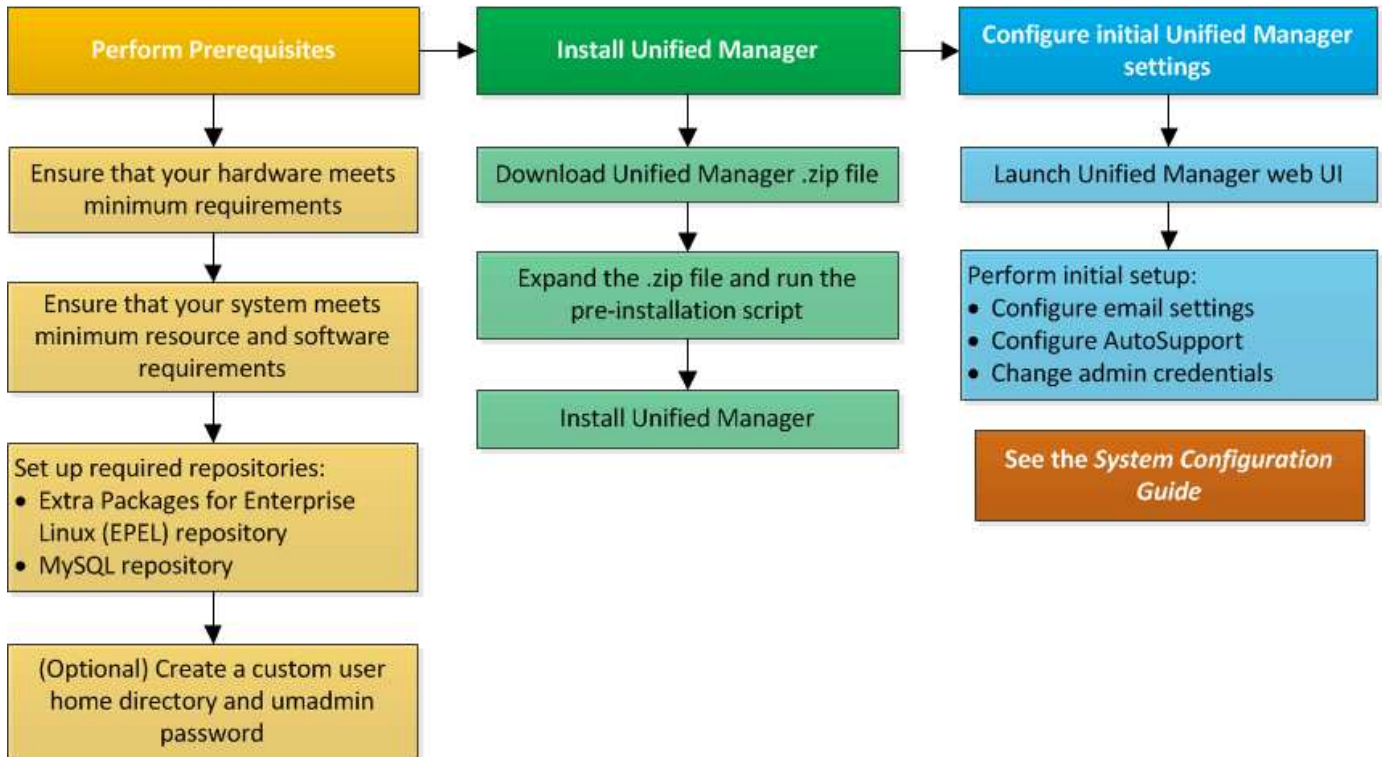 Perform Prerequisites
Ensure that your hardware meets
minimum requirements
Ensure that your system meets
minimum resource and software
requirements
Set up required repositories:
• Extra Packages for Enterprise
Linux (EPEL) repository
• MySQL repository
(Optional) Create a custom user
home directory and umadmin
password
Install Unified Manager
Download Unified Manager .zip file
Expand the .zip file and run the
pre-installation script
Install Unified Manager
Configure initial Unified Manager
settings
Launch Unified Manager web UI
Perform initial setup:
• Configure email settings
• Configure AutoSupport
• Change admin credentials
See the System Configuration
Guide